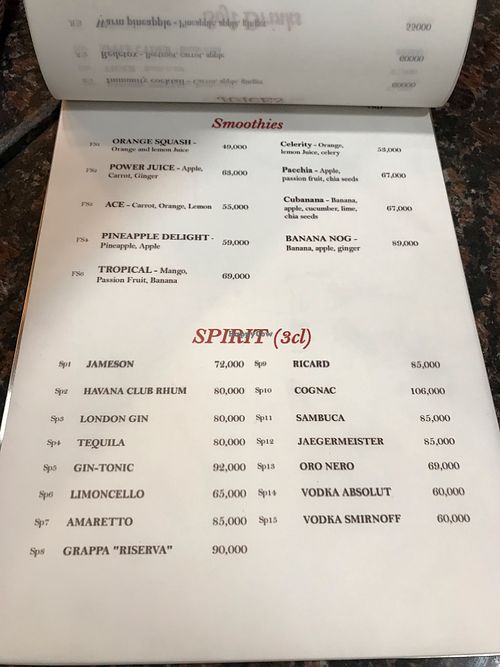 Smoothies
FS1 ORANGE SQUASH - 49,000
Orange and lemon Juice
FS2 POWER JUICE - Apple, 63,000
Carrot, Ginger
FS3 ACE - Carrot, Orange, Lemon 55,000
FS4 PINEAPPLE DELIGHT - 59,000
Pineapple, Apple
FS6 TROPICAL - Mango, 69,000
Passion Fruit, Banana
Celerity - Orange, 53,000
lemon Juice, celery
Pacchia - Apple, 67,000
passion fruit, chia seeds
Cubanana - Banana, 67,000
apple, cucumber, lime,
chia seeds
BANANA NOG - 89,000
Banana, apple, ginger
SPIRIT (3cl)
HappyCow
Sp1 JAMESON 72,000
Sp2 HAVANA CLUB RHUM 80,000
Sp3 LONDON GIN 80,000
Sp4 TEQUILA 80,000
Sp5 GIN-TONIC 92,000
Sp6 LIMONCELLO 65,000
Sp7 AMARETTO 85,000
Sp8 GRAPPA "RISERVA" 90,000
Sp9 RICARD 85,000
Sp10 COGNAC 106,000
Sp11 SAMBUCA 85,000
Sp12 JAEGERMEISTER 85,000
Sp13 ORO NERO 69,000
Sp14 VODKA ABSOLUT 60,000
Sp15 VODKA SMIRNOFF 60,000